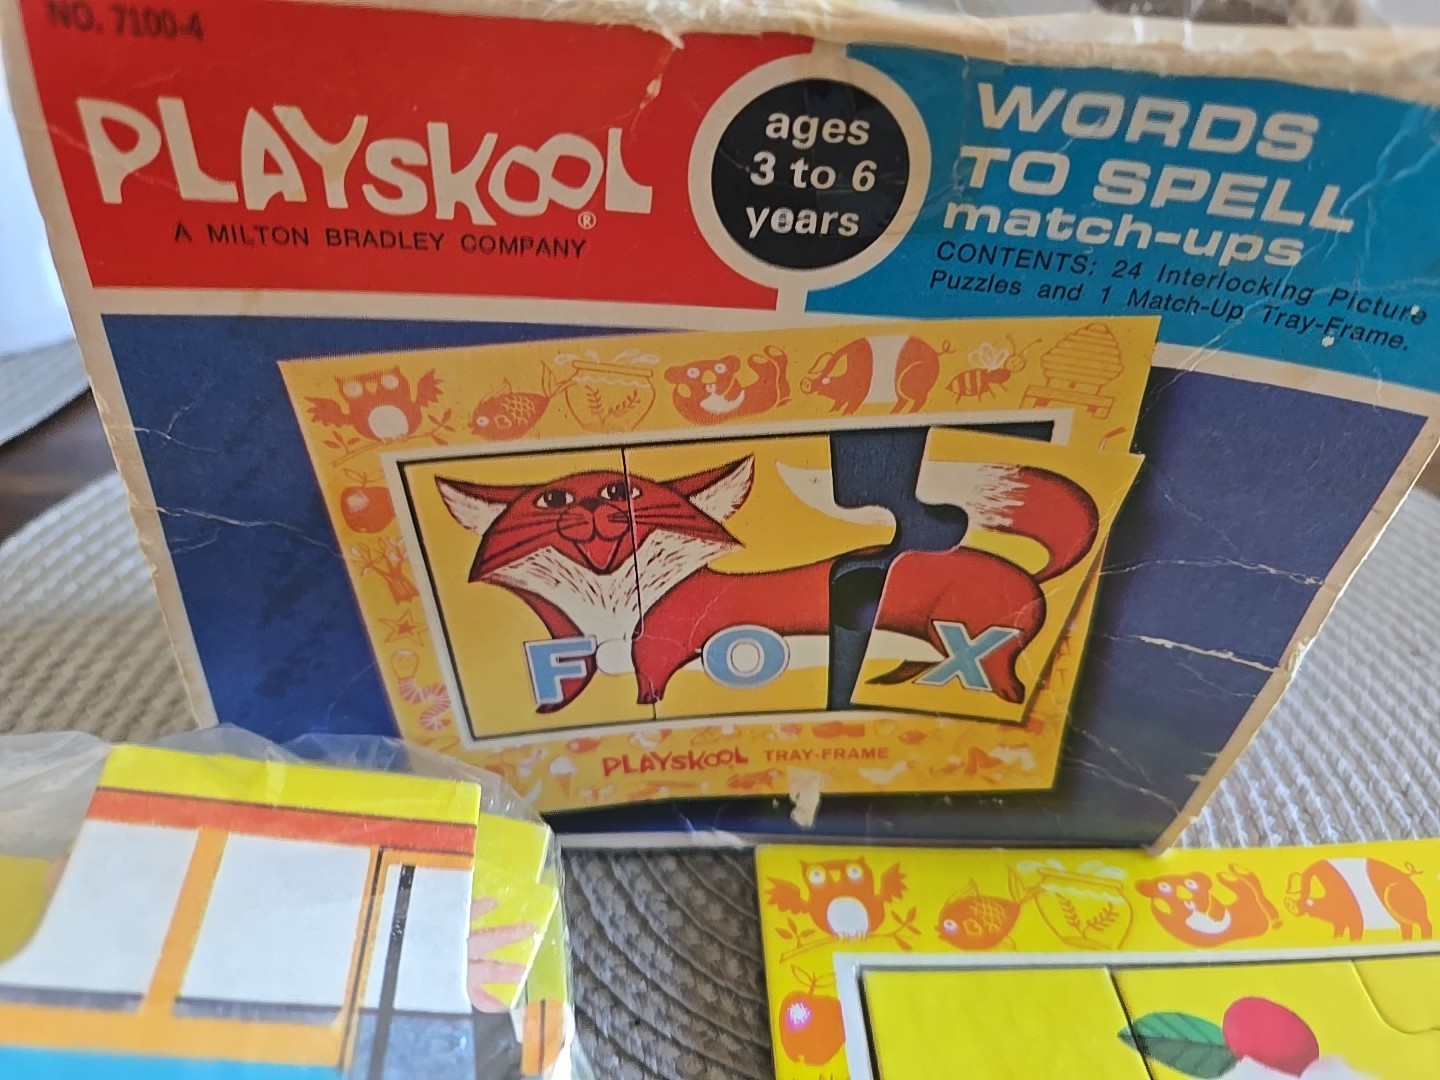 NO. 7100-4
PLAYSKOOL®
A MILTON BRADLEY COMPANY
ages
3 to 6
years
WORDS
TO SPELL
match-ups
CONTENTS: 24 Interlocking Picture
Puzzles and 1 Match-Up Tray-Frame.
FOX
PLAYSKOOL TRAY-FRAME